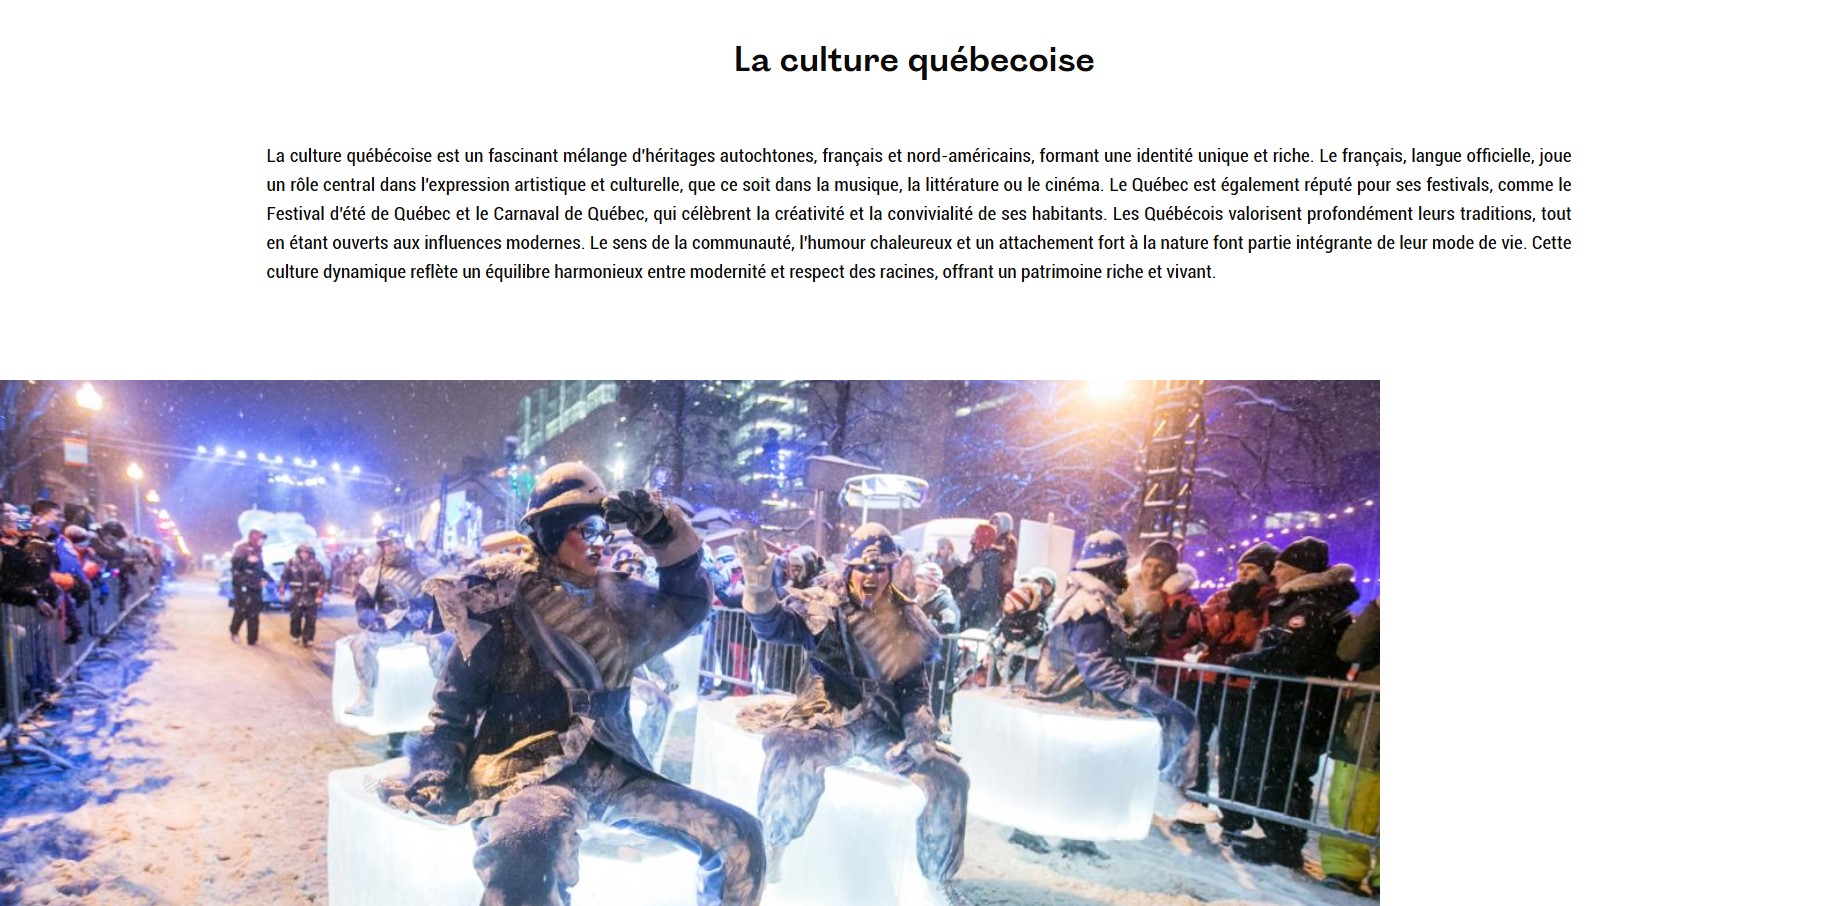 La culture québecoise
La culture québécoise est un fascinant mélange d'héritages autochtones, français et nord-américains, formant une identité unique et riche. Le français, langue officielle, joue
un rôle central dans l'expression artistique et culturelle, que ce soit dans la musique, la littérature ou le cinéma. Le Québec est également réputé pour ses festivals, comme le
Festival d'été de Québec et le Carnaval de Québec, qui célèbrent la créativité et la convivialité de ses habitants. Les Québécois valorisent profondément leurs traditions, tout
en étant ouverts aux influences modernes. Le sens de la communauté, l'humour chaleureux et un attachement fort à la nature font partie intégrante de leur mode de vie. Cette
culture dynamique reflète un équilibre harmonieux entre modernité et respect des racines, offrant un patrimoine riche et vivant.